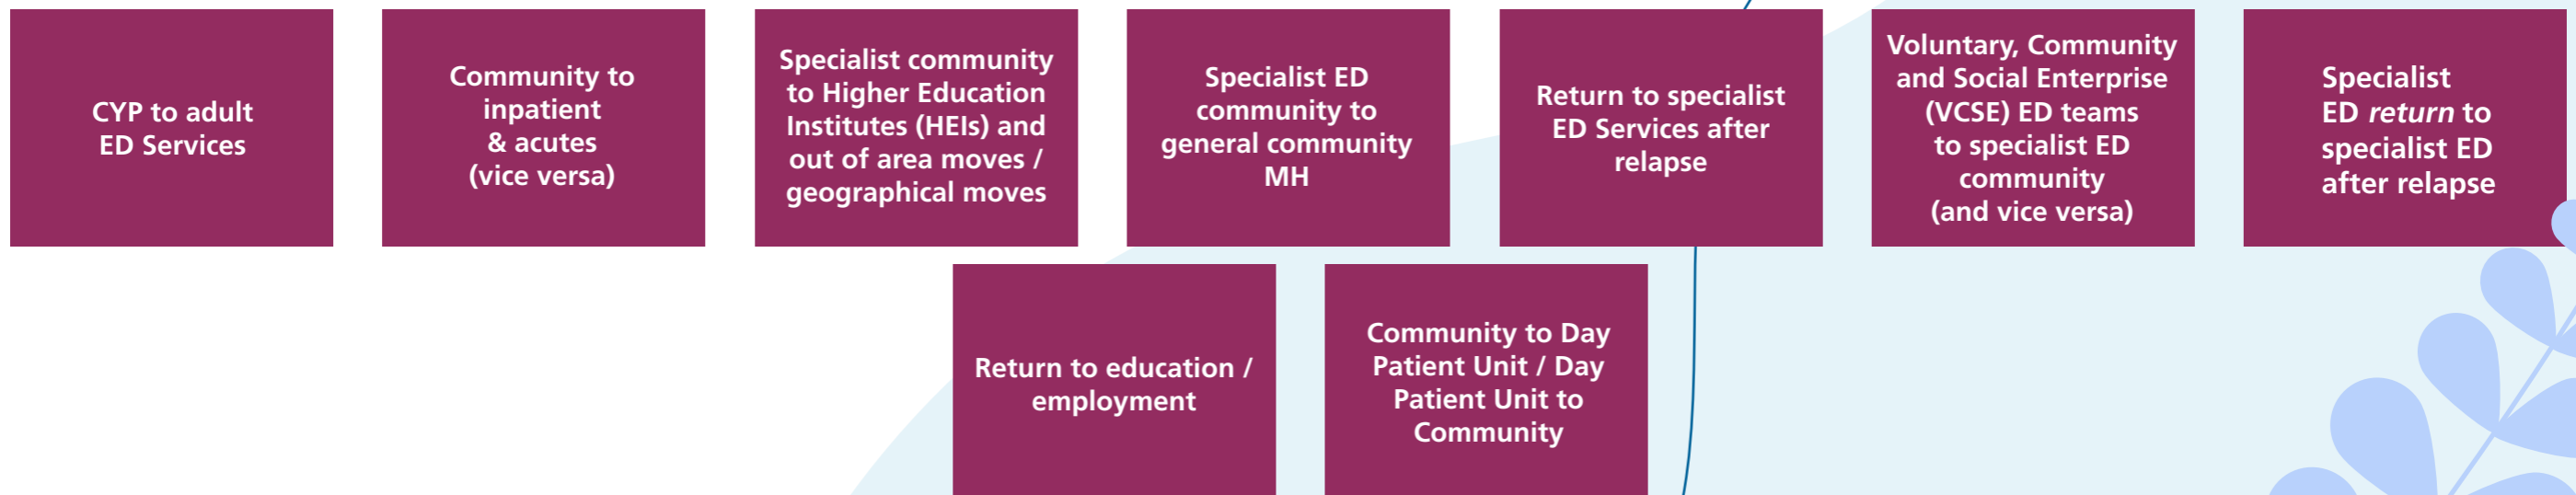 CYP to adult
ED Services
Community to
inpatient
& acutes
(vice versa)
Specialist community
to Higher Education
Institutes (HEIs) and
out of area moves /
geographical moves
Specialist ED
community to
general community
MH
Return to specialist
ED Services after
relapse
Voluntary, Community
and Social Enterprise
(VCSE) ED teams
to specialist ED
community
(and vice versa)
Specialist
ED return to
specialist ED
after relapse
Return to education /
employment
Community to Day
Patient Unit / Day
Patient Unit to
Community